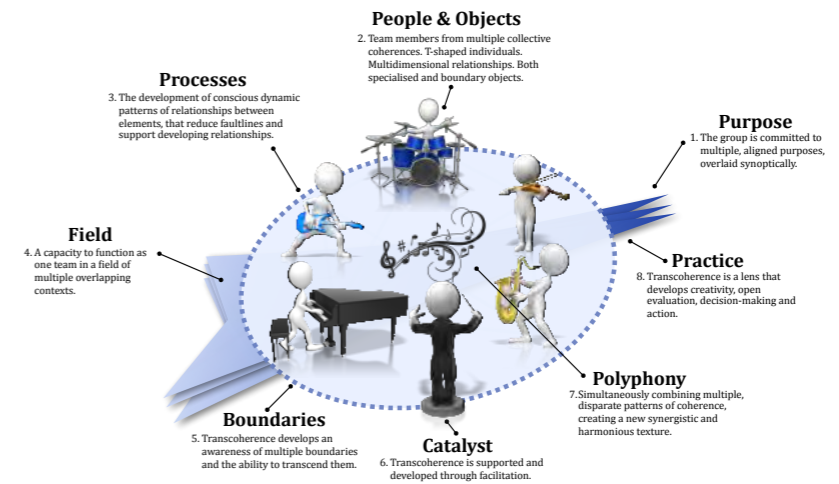 People & Objects
2. Team members from multiple collective
coherences. T-shaped individuals.
Multidimensional relationships. Both
specialised and boundary objects.
Processes
3. The development of conscious dynamic
patterns of relationships between
elements, that reduce faultlines and
support developing relationships.
Purpose
1. The group is committed to
multiple, aligned purposes,
overlaid synoptically.
Field
4. A capacity to function as
one team in a field of
multiple overlapping
contexts.
Practice
8. Transcoherence is a lens that
develops creativity, open
evaluation, decision-making and
action.
Polyphony
7.Simultaneously combining multiple,
disparate patterns of coherence,
creating a new synergistic and
harmonious texture.
Boundaries
5. Transcoherence develops an
awareness of multiple boundaries
and the ability to transcend them.
Catalyst
6. Transcoherence is supported and
developed through facilitation.